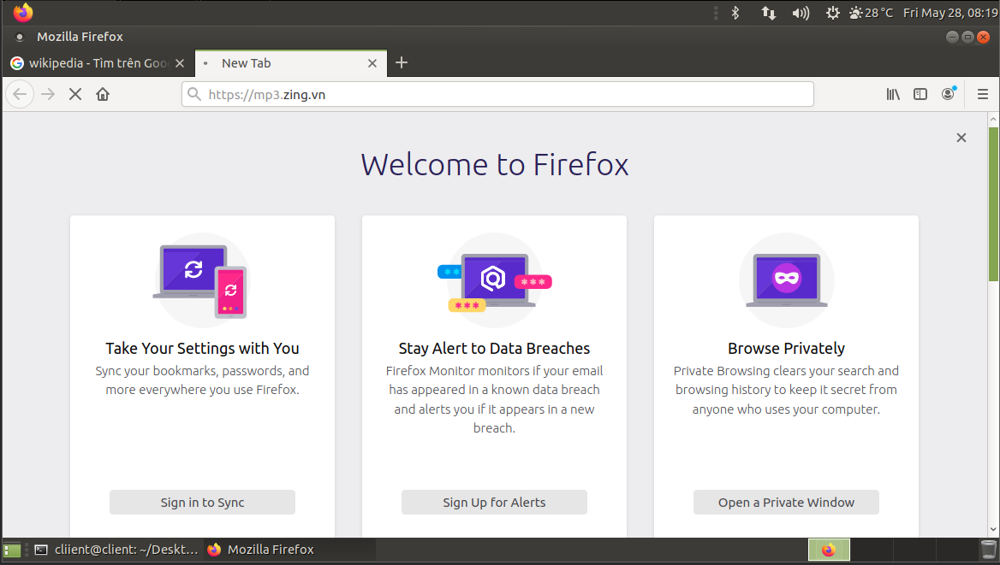 28 °C Fri May 28, 08:19
Mozilla Firefox
wikipedia - Tìm trên Goo
New Tab
https://mp3.zing.vn
Welcome to Firefox
Take Your Settings with You
Sync your bookmarks, passwords, and
more everywhere you use Firefox.
Sign in to Sync
Stay Alert to Data Breaches
Firefox Monitor monitors if your email
has appeared in a known data breach
and alerts you if it appears in a new
breach.
Sign Up for Alerts
Browse Privately
Private Browsing clears your search and
browsing history to keep it secret from
anyone who uses your computer.
Open a Private Window
cliient@client: ~/Deskt...
Mozilla Firefox